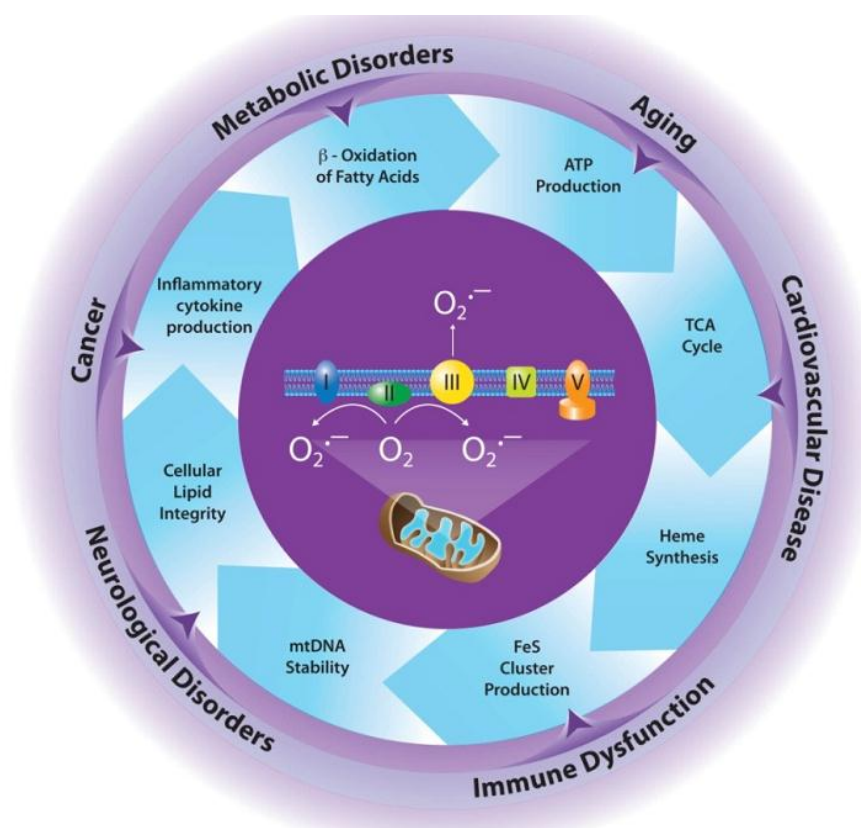 Metabolic Disorders
Aging
Cardiovascular Disease
Immune Dysfunction
Neurological Disorders
Cancer
β - Oxidation
of Fatty Acids
ATP
Production
TCA
Cycle
Heme
Synthesis
FeS
Cluster
Production
mtDNA
Stability
Cellular
Lipid
Integrity
Inflammatory
cytokine
production
O₂·⁻
I
II
III
IV
V
O₂·⁻
O₂
O₂·⁻